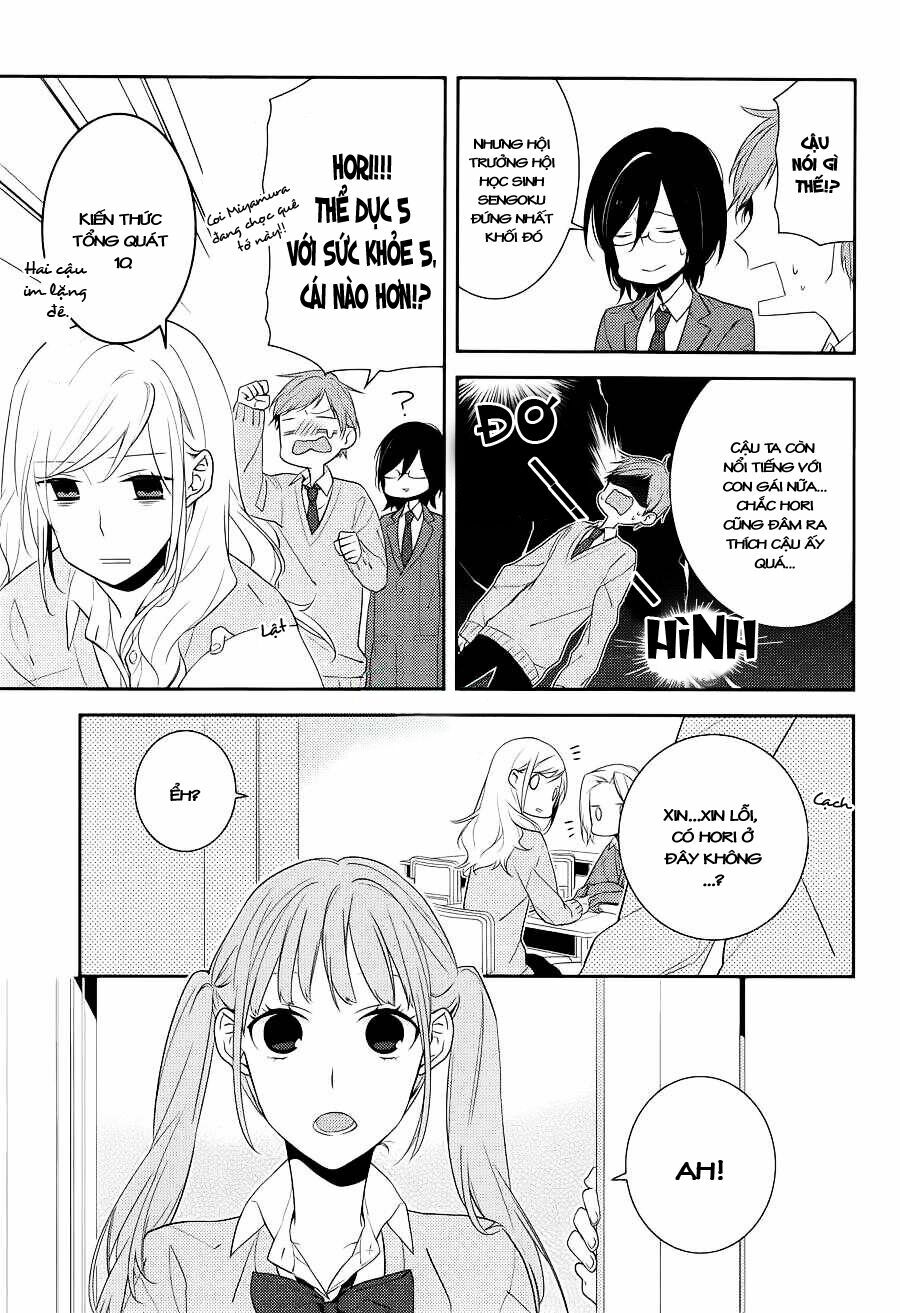 CẬU
NÓI GÌ
THẾ!?
NHƯNG HỘI
TRƯỞNG HỘI
HỌC SINH
SENGOKU
ĐỨNG NHẤT
KHỐI ĐÓ
CẬU TA CÒN
NỔI TIẾNG VỚI
CON GÁI NỮA...
CHẮC HORI
CŨNG ĐÂM RA
THÍCH CẬU ẤY
QUÁ...
ĐƠ
HÌNH
HORI!!!
THỂ DỤC 5
VỚI SỨC KHỎE 5,
CÁI NÀO HƠN!?
Coi Miyamura
đang chọc quê
tớ này!!
?
KIẾN THỨC
TỔNG QUÁT
10.
Hai cậu
im lặng
đê.
Lật
XIN...XIN LỖI,
CÓ HORI Ở
ĐÂY KHÔNG
...?
Cạch
ỂH?
AH!